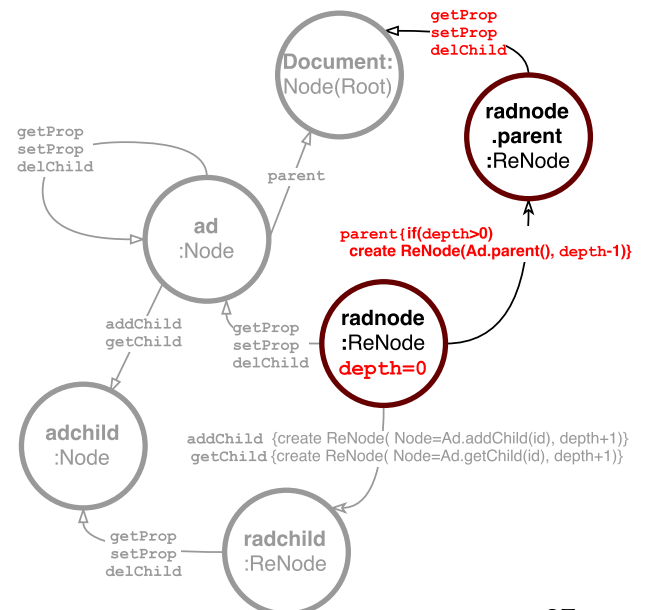 getProp
setProp
delChild
Document:
Node(Root)
radnode
.parent
:ReNode
getProp
setProp
delChild
parent
ad
:Node
parent{if(depth>0)
create ReNode(Ad.parent(), depth-1)}
addChild
getChild
getProp
setProp
delChild
radnode
:ReNode
depth=0
adchild
:Node
addChild {create ReNode( Node=Ad.addChild(id), depth+1)}
getChild {create ReNode( Node=Ad.getChild(id), depth+1)}
getProp
setProp
delChild
radchild
:ReNode